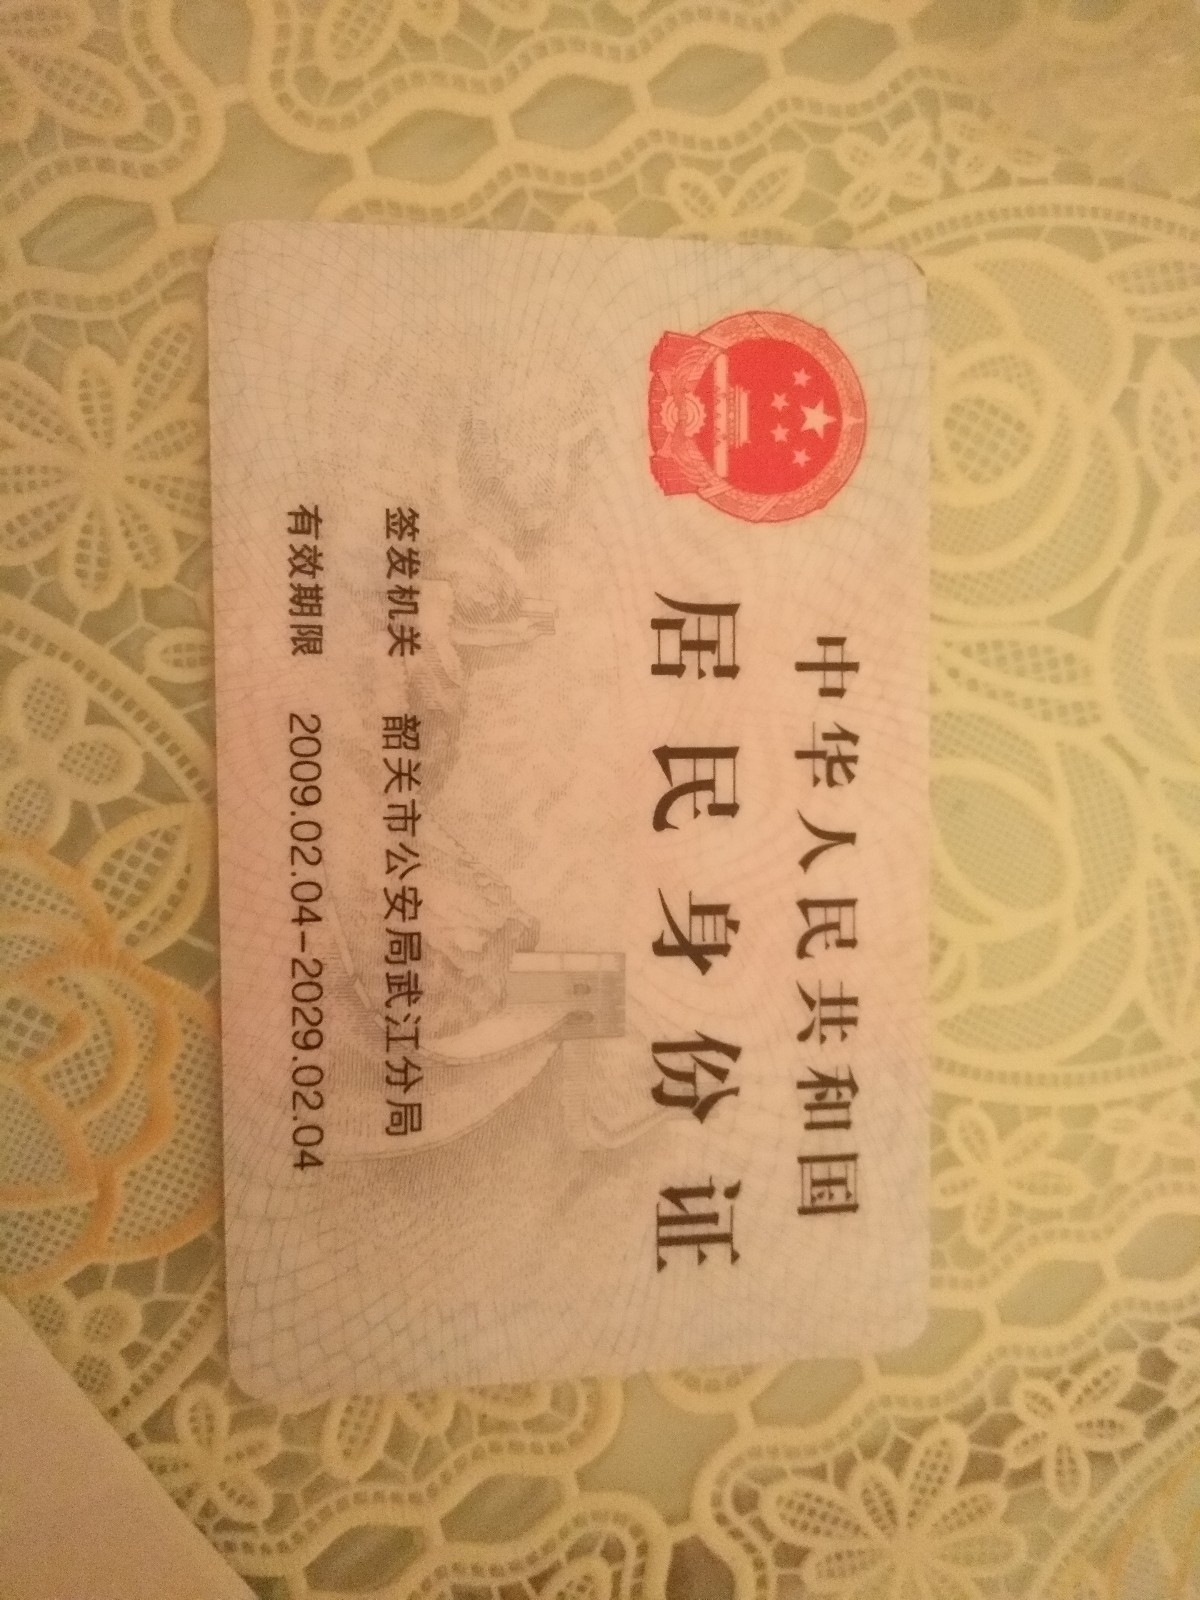 中华人民共和国
居民身份证
签发机关 韶关市公安局武江分局
有效期限 2009.02.04-2029.02.04